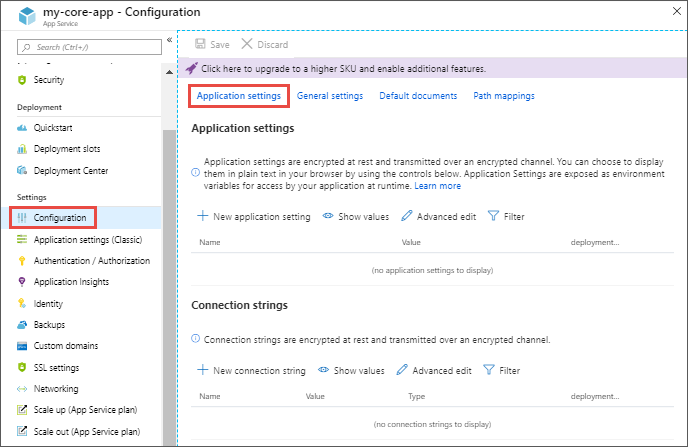 my-core-app - Configuration
App Service
Search (Ctrl+/)
Security
Deployment
Quickstart
Deployment slots
Deployment Center
Settings
Configuration
Application settings (Classic)
Authentication / Authorization
Application Insights
Identity
Backups
Custom domains
SSL settings
Networking
Scale up (App Service plan)
Scale out (App Service plan)
Save Discard
Click here to upgrade to a higher SKU and enable additional features.
Application settings General settings Default documents Path mappings
Application settings
Application settings are encrypted at rest and transmitted over an encrypted channel. You can choose to display
them in plain text in your browser by using the controls below. Application Settings are exposed as environment
variables for access by your application at runtime. Learn more
New application setting Show values Advanced edit Filter
Name Value deployment...
(no application settings to display)
Connection strings
Connection strings are encrypted at rest and transmitted over an encrypted channel.
New connection string Show values Advanced edit Filter
Name Value Type deployment...
(no connection strings to display)